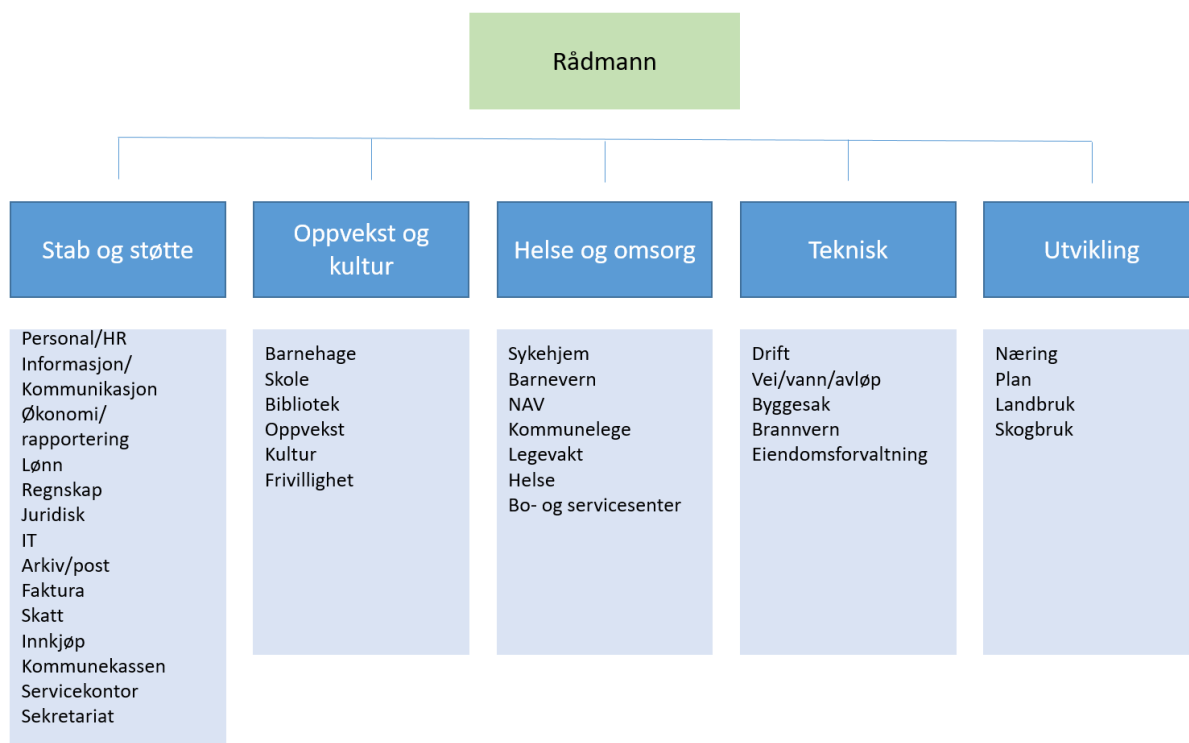 Rådmann
Stab og støtte
Personal/HR
Informasjon/
Kommunikasjon
Økonomi/
rapportering
Lønn
Regnskap
Juridisk
IT
Arkiv/post
Faktura
Skatt
Innkjøp
Kommunekassen
Servicekontor
Sekretariat
Oppvekst og
kultur
Barnehage
Skole
Bibliotek
Oppvekst
Kultur
Frivillighet
Helse og omsorg
Sykehjem
Barnevern
NAV
Kommunelege
Legevakt
Helse
Bo- og servicesenter
Teknisk
Drift
Vei/vann/avløp
Byggesak
Brannvern
Eiendomsforvaltning
Utvikling
Næring
Plan
Landbruk
Skogbruk